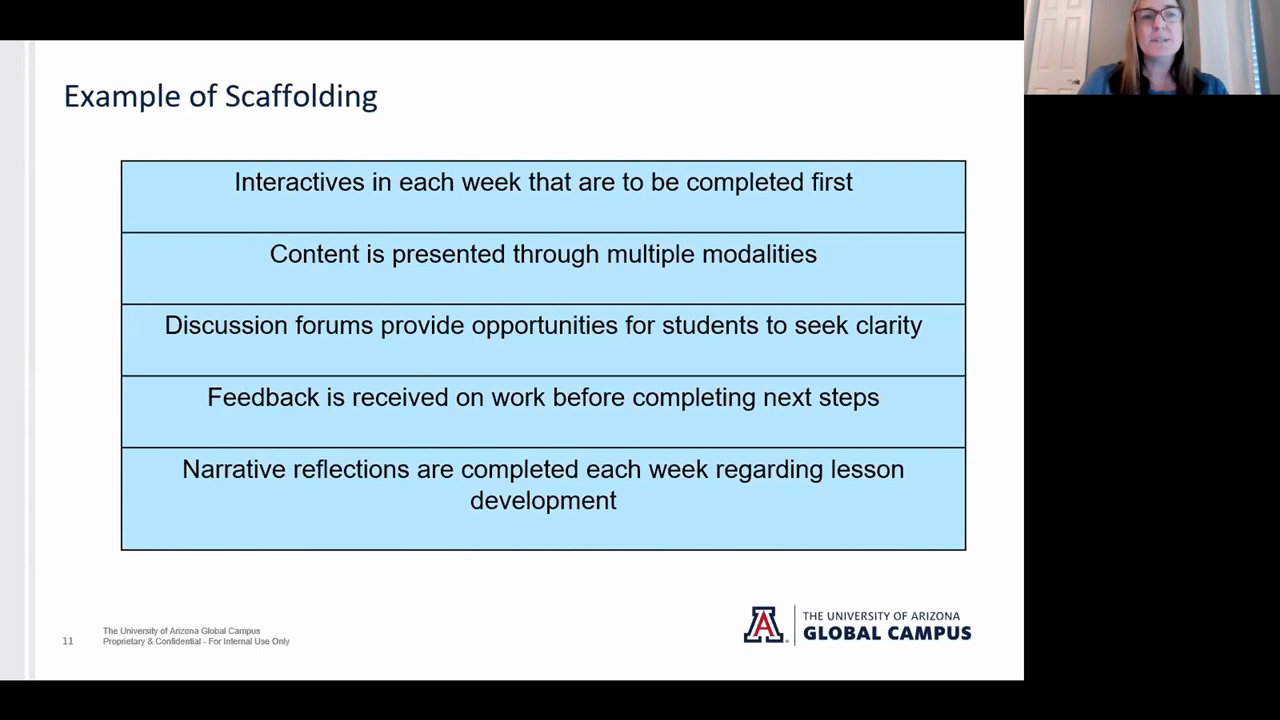 Example of Scaffolding
Interactives in each week that are to be completed first
Content is presented through multiple modalities
Discussion forums provide opportunities for students to seek clarity
Feedback is received on work before completing next steps
Narrative reflections are completed each week regarding lesson
development
11
The University of Arizona Global Campus
Proprietary & Confidential - For Internal Use Only
A
THE UNIVERSITY OF ARIZONA
GLOBAL CAMPUS